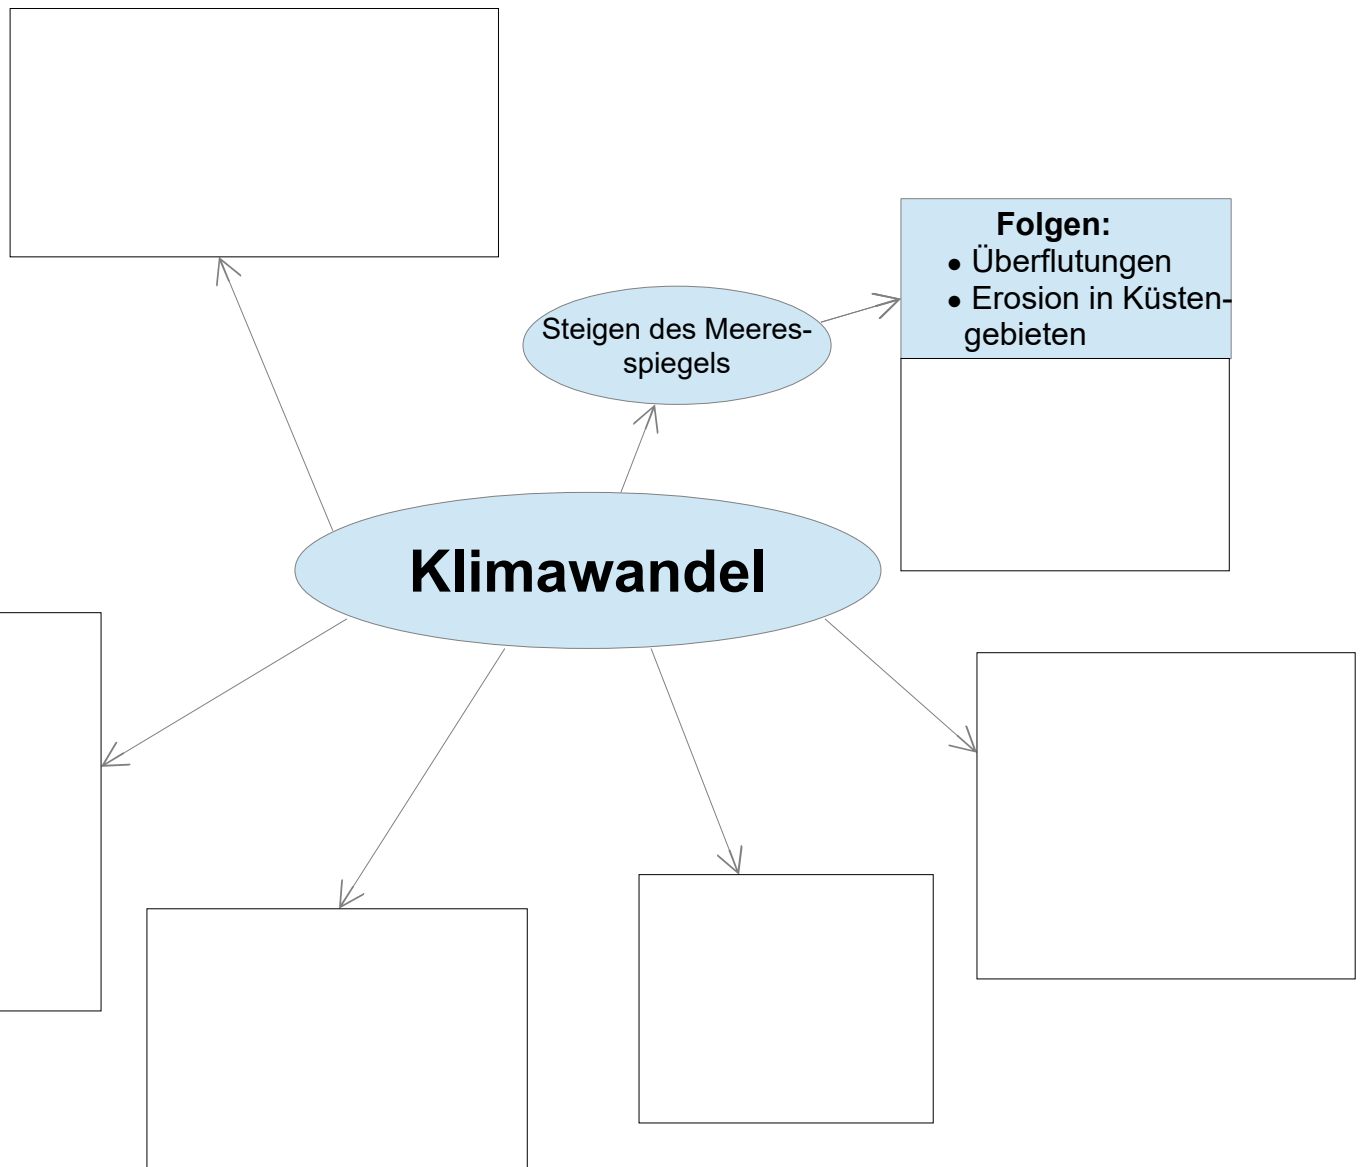 Folgen:
● Überflutungen
● Erosion in Küsten-
gebieten
Steigen des Meeres-
spiegels
Klimawandel